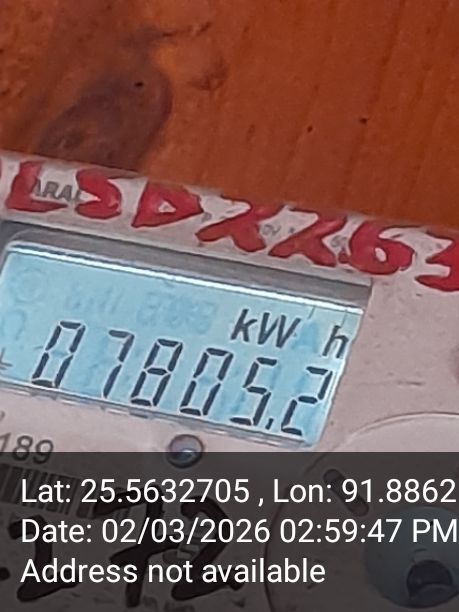 kWh
07805.2
189
Lat: 25.5632705 , Lon: 91.8862
Date: 02/03/2026 02:59:47 PM
Address not available